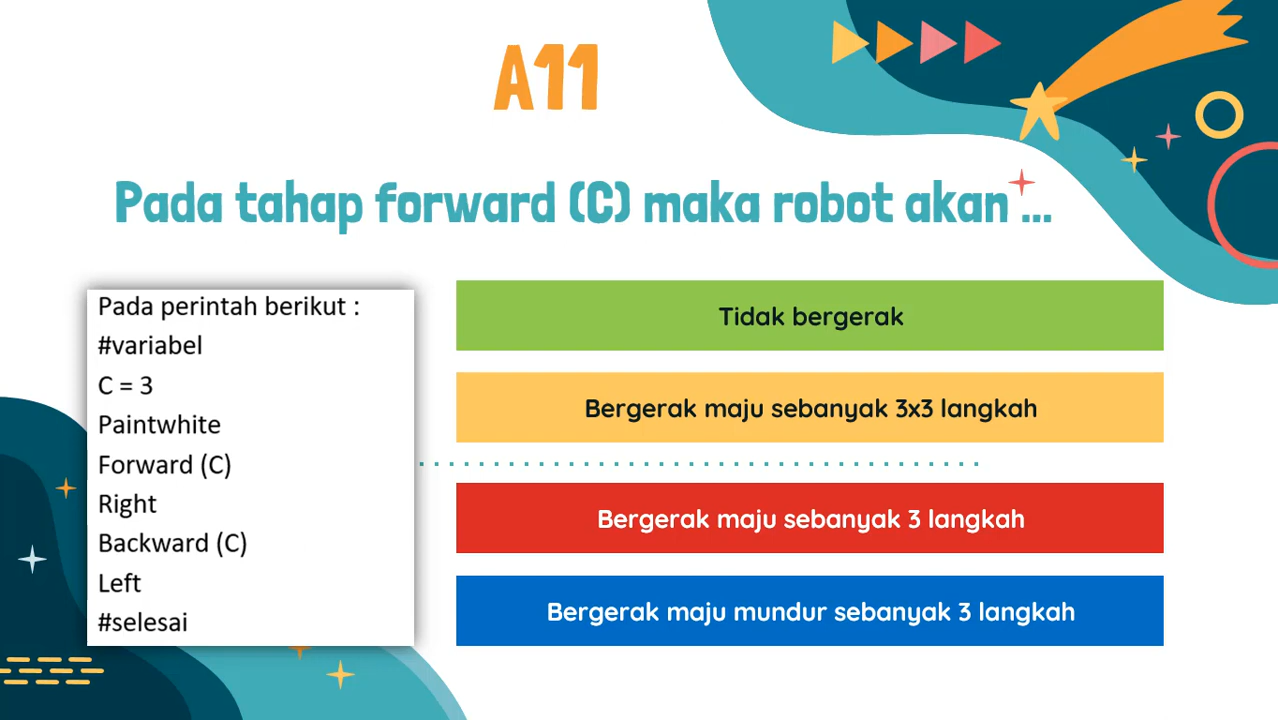 A11
Pada tahap forward (C) maka robot akan ...
Pada perintah berikut :
#variabel
C = 3
Paintwhite
Forward (C)
Right
Backward (C)
Left
#selesai
Tidak bergerak
Bergerak maju sebanyak 3x3 langkah
Bergerak maju sebanyak 3 langkah
Bergerak maju mundur sebanyak 3 langkah